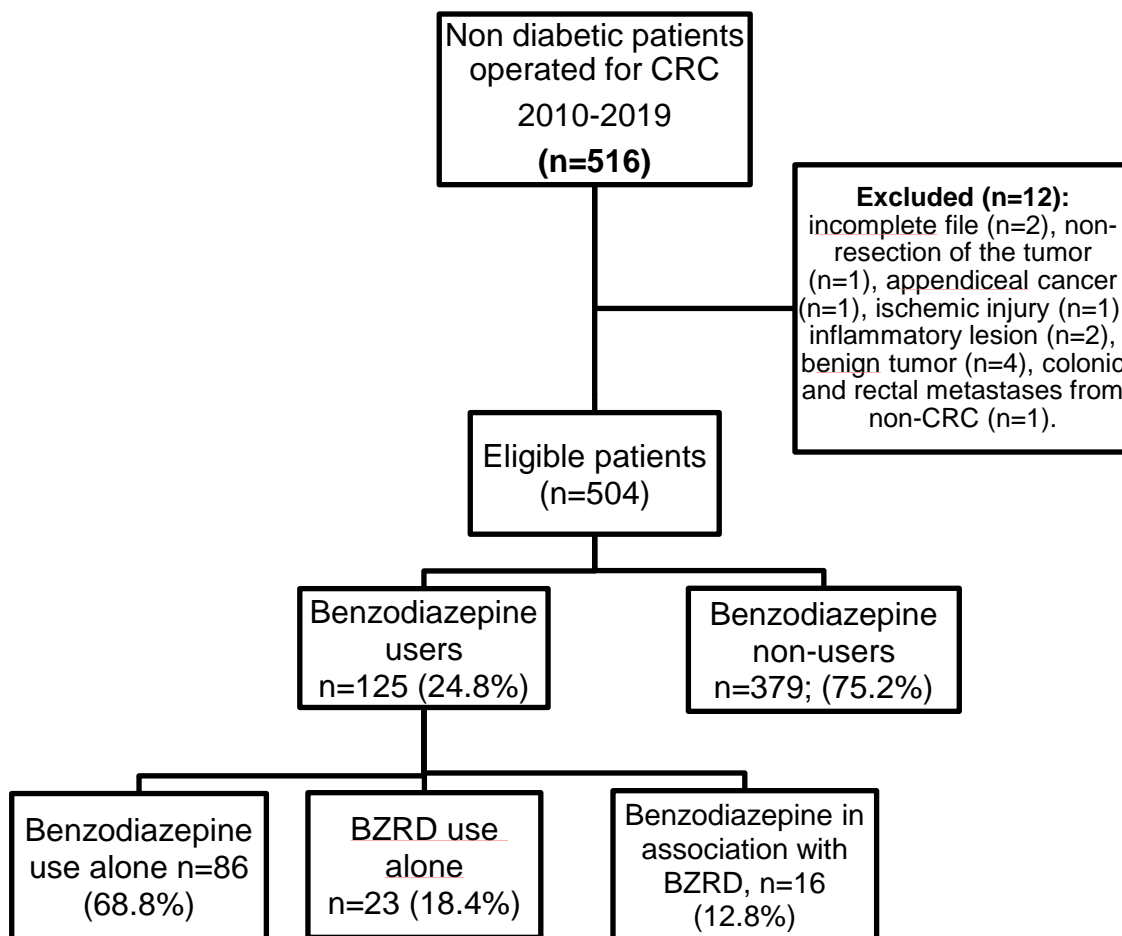 Non diabetic patients
operated for CRC
2010-2019
(n=516)
Excluded (n=12):
incomplete file (n=2), non-
resection of the tumor
(n=1), appendiceal cancer
(n=1), ischemic injury (n=1)
inflammatory lesion (n=2),
benign tumor (n=4), colonic
and rectal metastases from
non-CRC (n=1).
Eligible patients
(n=504)
Benzodiazepine
users
n=125 (24.8%)
Benzodiazepine
non-users
n=379; (75.2%)
Benzodiazepine
use alone n=86
(68.8%)
BZRD use
alone
n=23 (18.4%)
Benzodiazepine in
association with
BZRD, n=16
(12.8%)